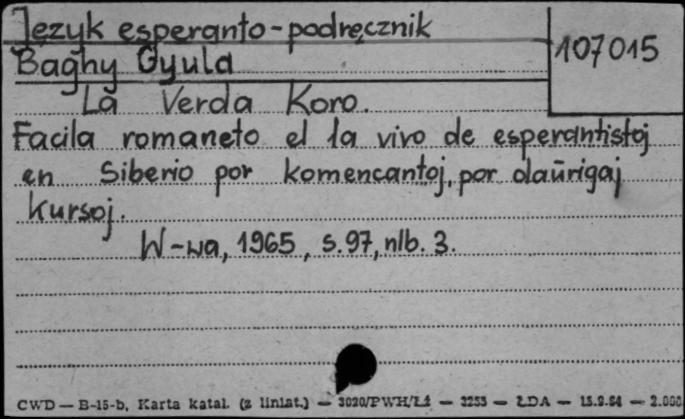 Język esperanto-podręcznik
107015
Baghy Gyula
La Verda Koro.
Facila romaneto el la vivo de esperantistoj
en Siberio por komencantoj, por daŭrigaj
kursoj.
W-wa, 1965, s.97, nlb. 3.
CWD — B-15-b, Karta katal. (z liniat.) — 3020/PWH/Łź — 3253 — ŁDA — 15.9.64 — 2.000